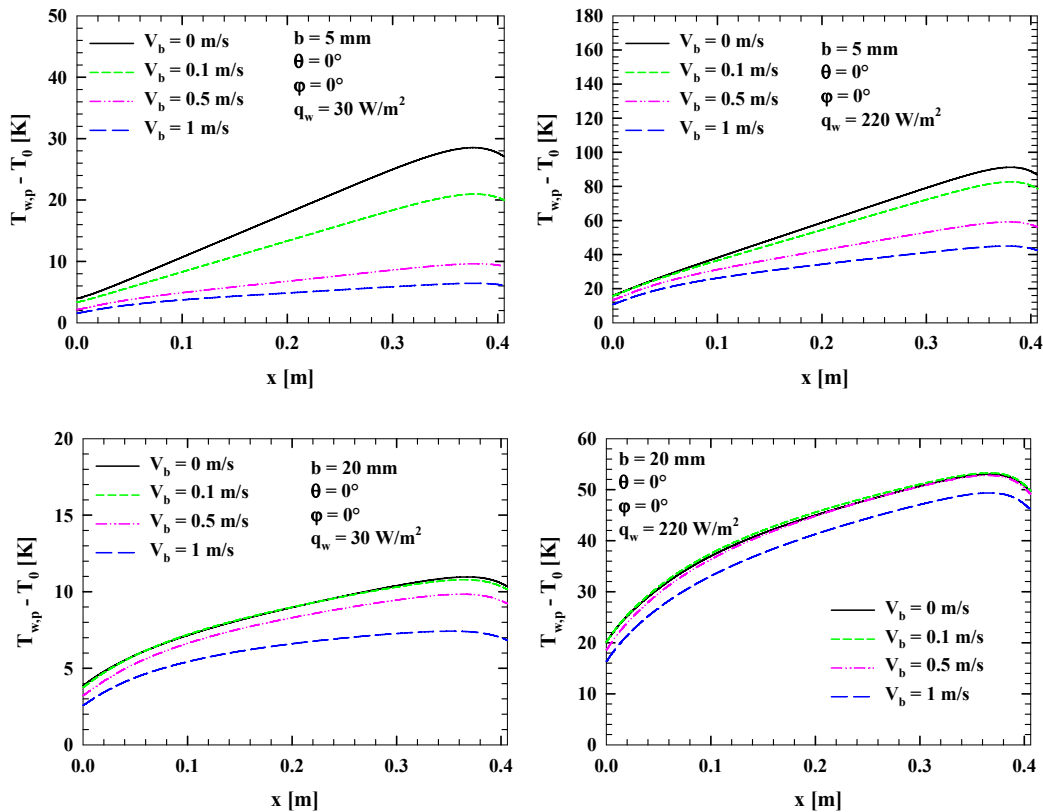 50
40
30
20
10
0
T_w,p - T_0 [K]
V_b = 0 m/s
V_b = 0.1 m/s
V_b = 0.5 m/s
V_b = 1 m/s
b = 5 mm
θ = 0°
φ = 0°
q_w = 30 W/m²
0.0 0.1 0.2 0.3 0.4
x [m]
180
160
140
120
100
80
60
40
20
0
T_w,p - T_0 [K]
V_b = 0 m/s
V_b = 0.1 m/s
V_b = 0.5 m/s
V_b = 1 m/s
b = 5 mm
θ = 0°
φ = 0°
q_w = 220 W/m²
0.0 0.1 0.2 0.3 0.4
x [m]
20
15
10
5
0
T_w,p - T_0 [K]
V_b = 0 m/s
V_b = 0.1 m/s
V_b = 0.5 m/s
V_b = 1 m/s
b = 20 mm
θ = 0°
φ = 0°
q_w = 30 W/m²
0.0 0.1 0.2 0.3 0.4
x [m]
60
50
40
30
20
10
0
T_w,p - T_0 [K]
b = 20 mm
θ = 0°
φ = 0°
q_w = 220 W/m²
V_b = 0 m/s
V_b = 0.1 m/s
V_b = 0.5 m/s
V_b = 1 m/s
0.0 0.1 0.2 0.3 0.4
x [m]